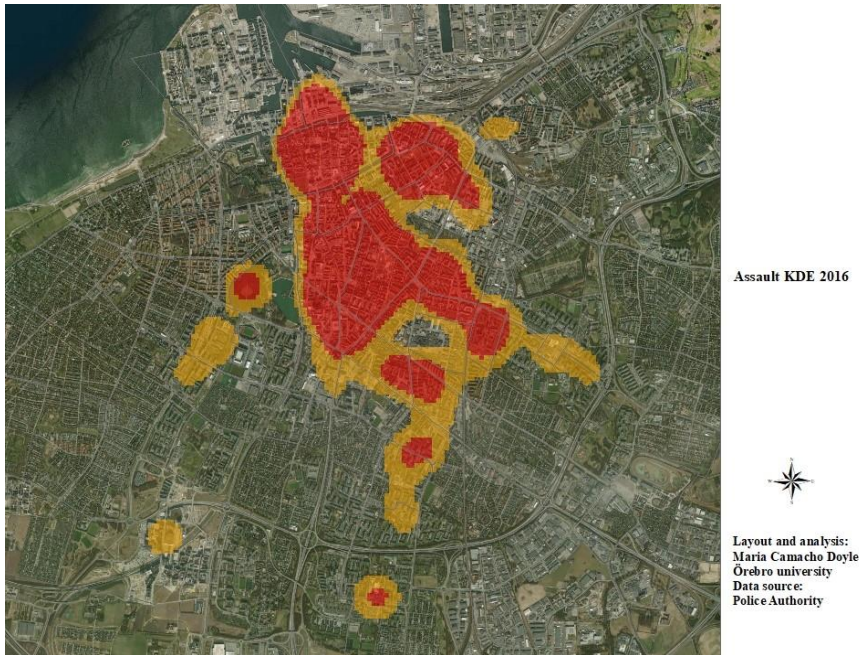 Assault KDE 2016
Layout and analysis:
Maria Camacho Doyle
Örebro university
Data source:
Police Authority